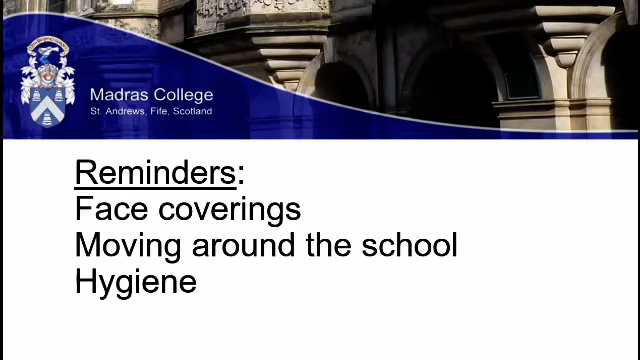 Madras College
St. Andrews, Fife, Scotland
Reminders:
Face coverings
Moving around the school
Hygiene